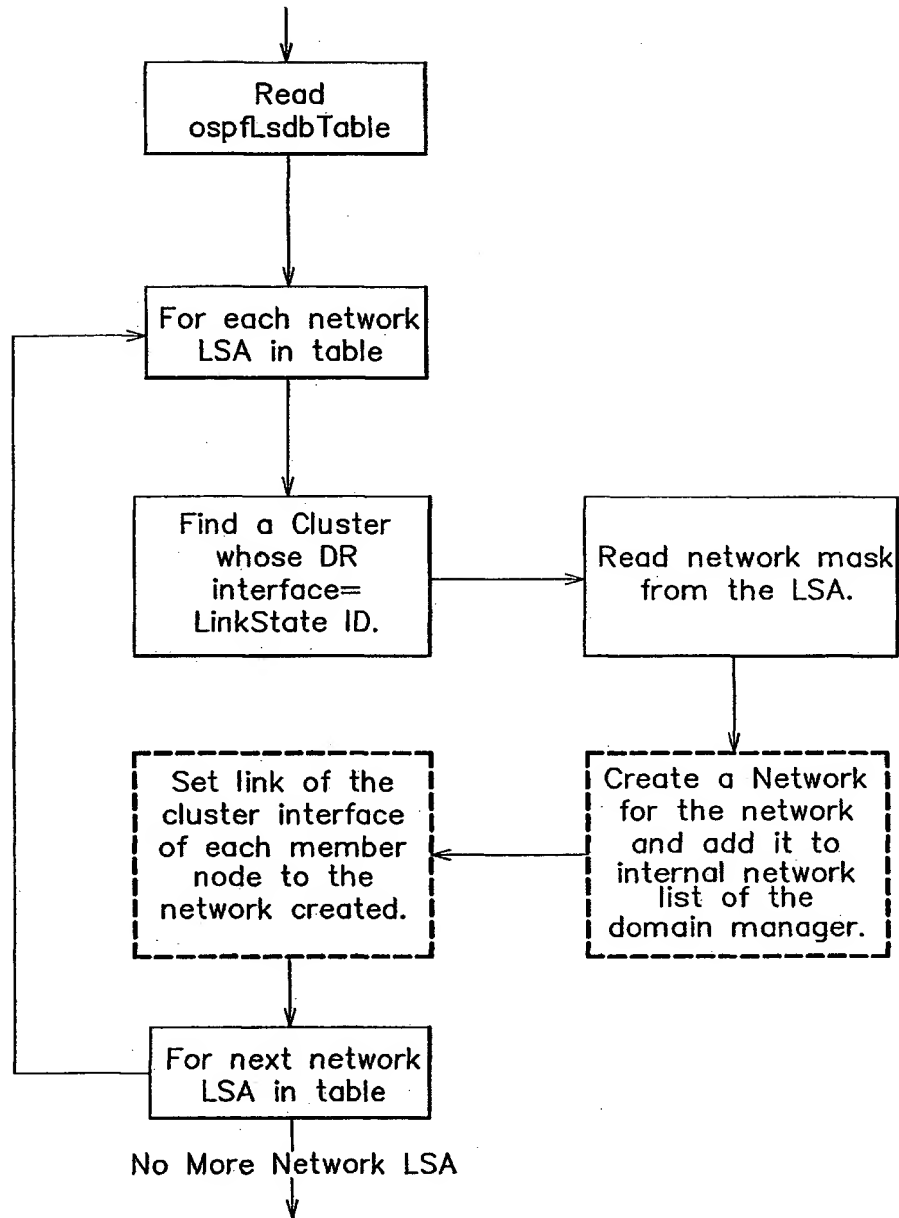 Read
ospfLsdbTable
For each network
LSA in table
Find a Cluster
whose DR
interface=
LinkState ID.
Read network mask
from the LSA.
Set link of the
cluster interface
of each member
node to the
network created.
Create a Network
for the network
and add it to
internal network
list of the
domain manager.
For next network
LSA in table
No More Network LSA